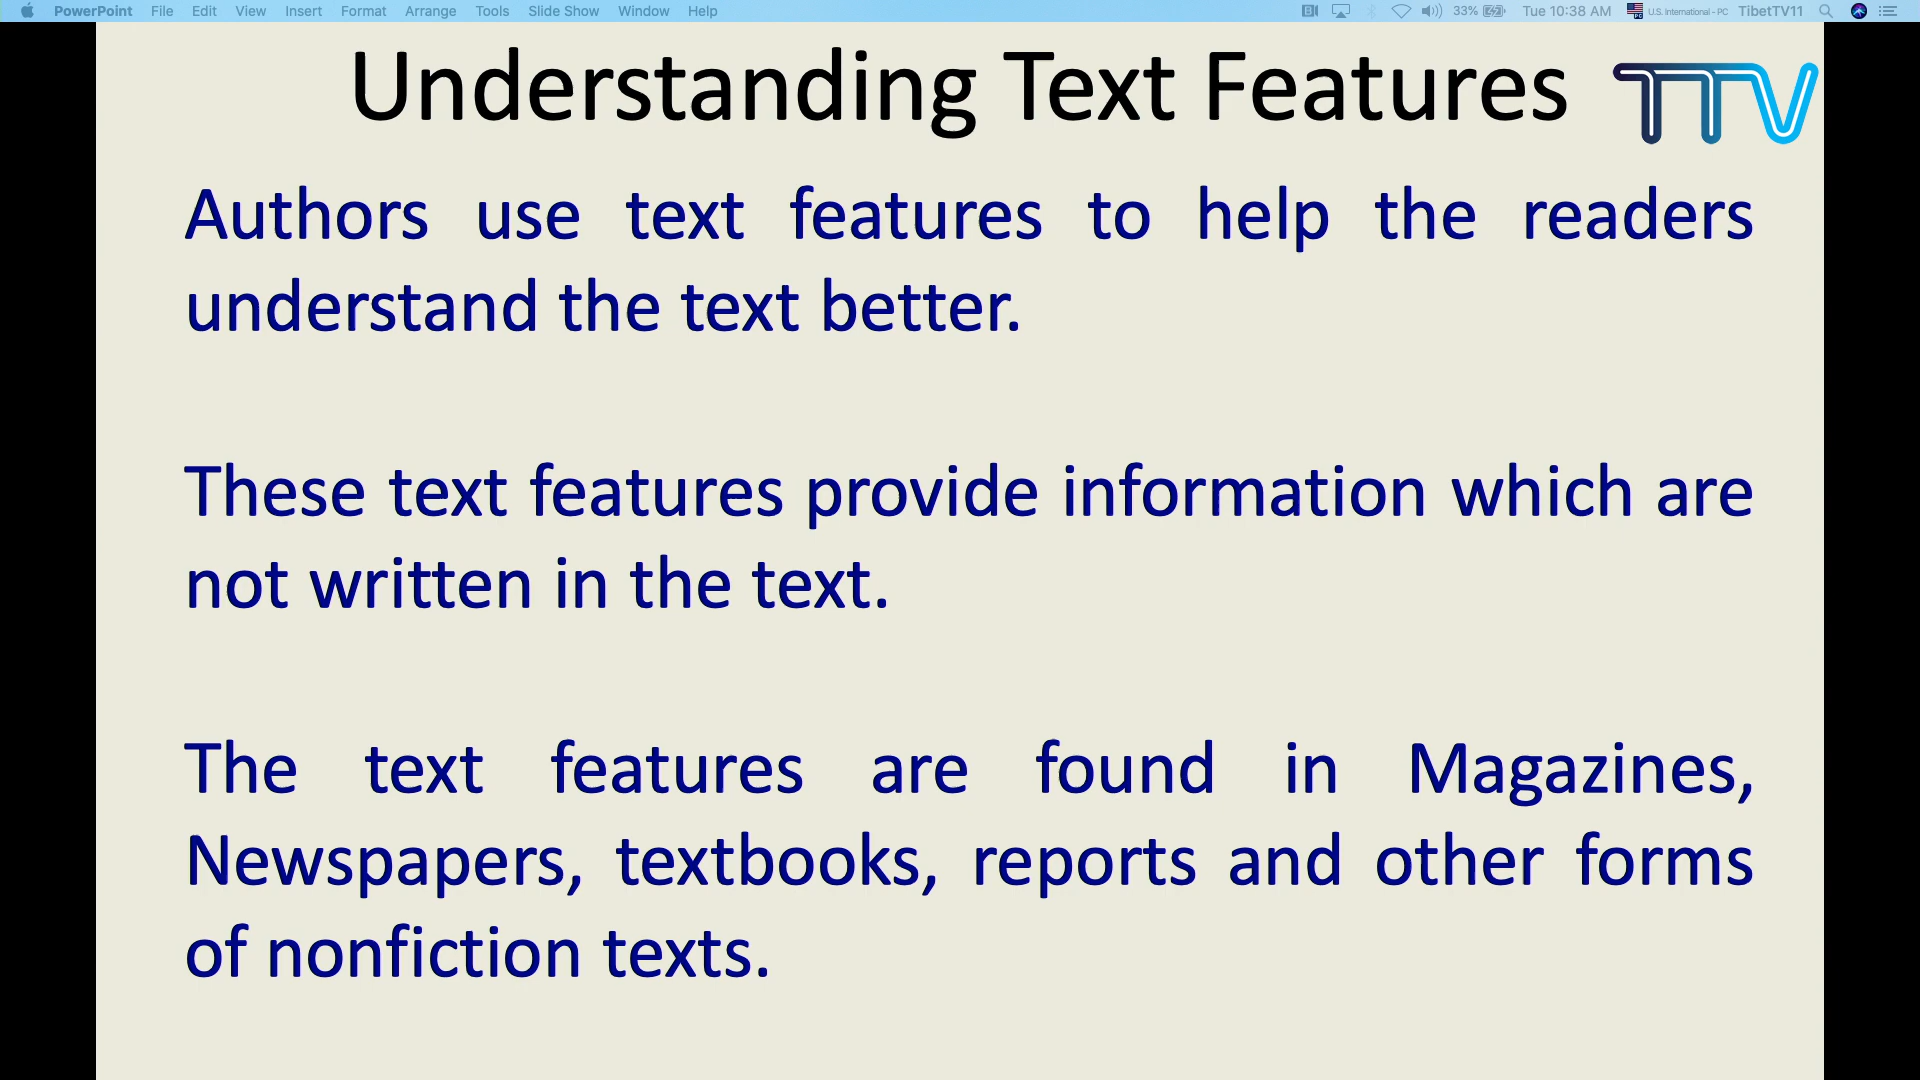 PowerPoint File Edit View Insert Format Arrange Tools Slide Show Window Help 33% Tue 10:38 AM U.S. International - PC TibetTV11
Understanding Text Features
TTV
Authors use text features to help the readers
understand the text better.
These text features provide information which are
not written in the text.
The text features are found in Magazines,
Newspapers, textbooks, reports and other forms
of nonfiction texts.